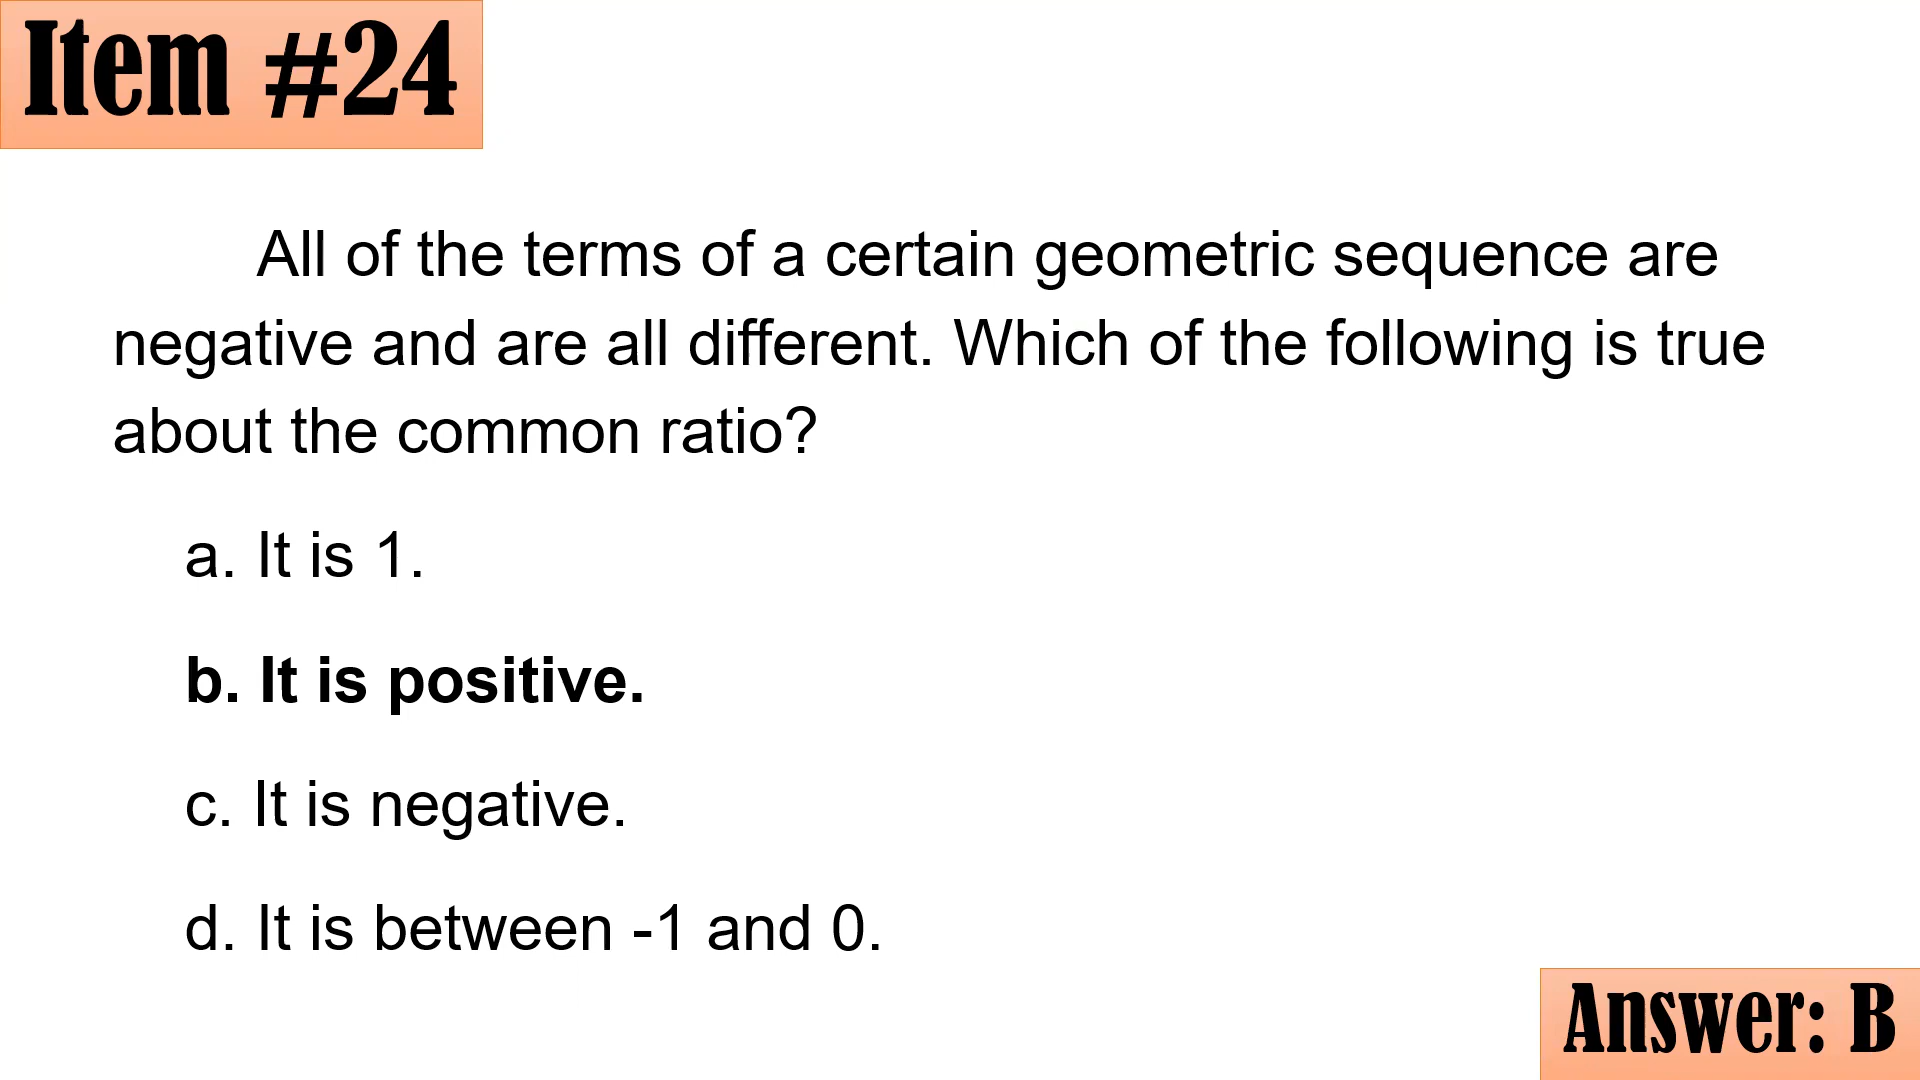 Item #24
All of the terms of a certain geometric sequence are
negative and are all different. Which of the following is true
about the common ratio?
a. It is 1.
b. It is positive.
c. It is negative.
d. It is between -1 and 0.
Answer: B